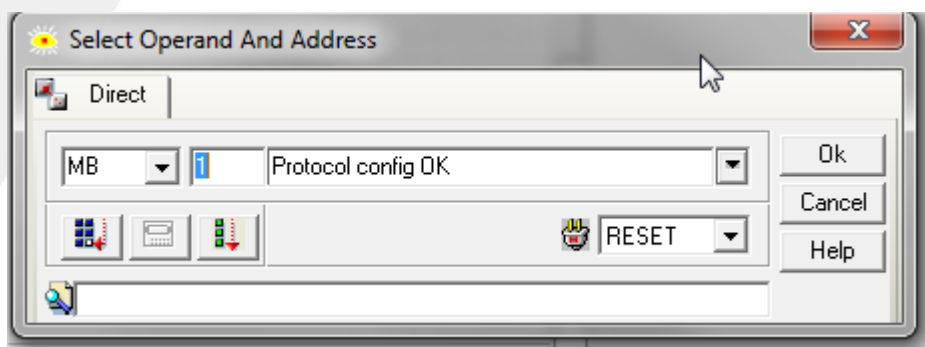 Select Operand And Address
Direct
MB 1 Protocol config OK
Ok
Cancel
RESET
Help